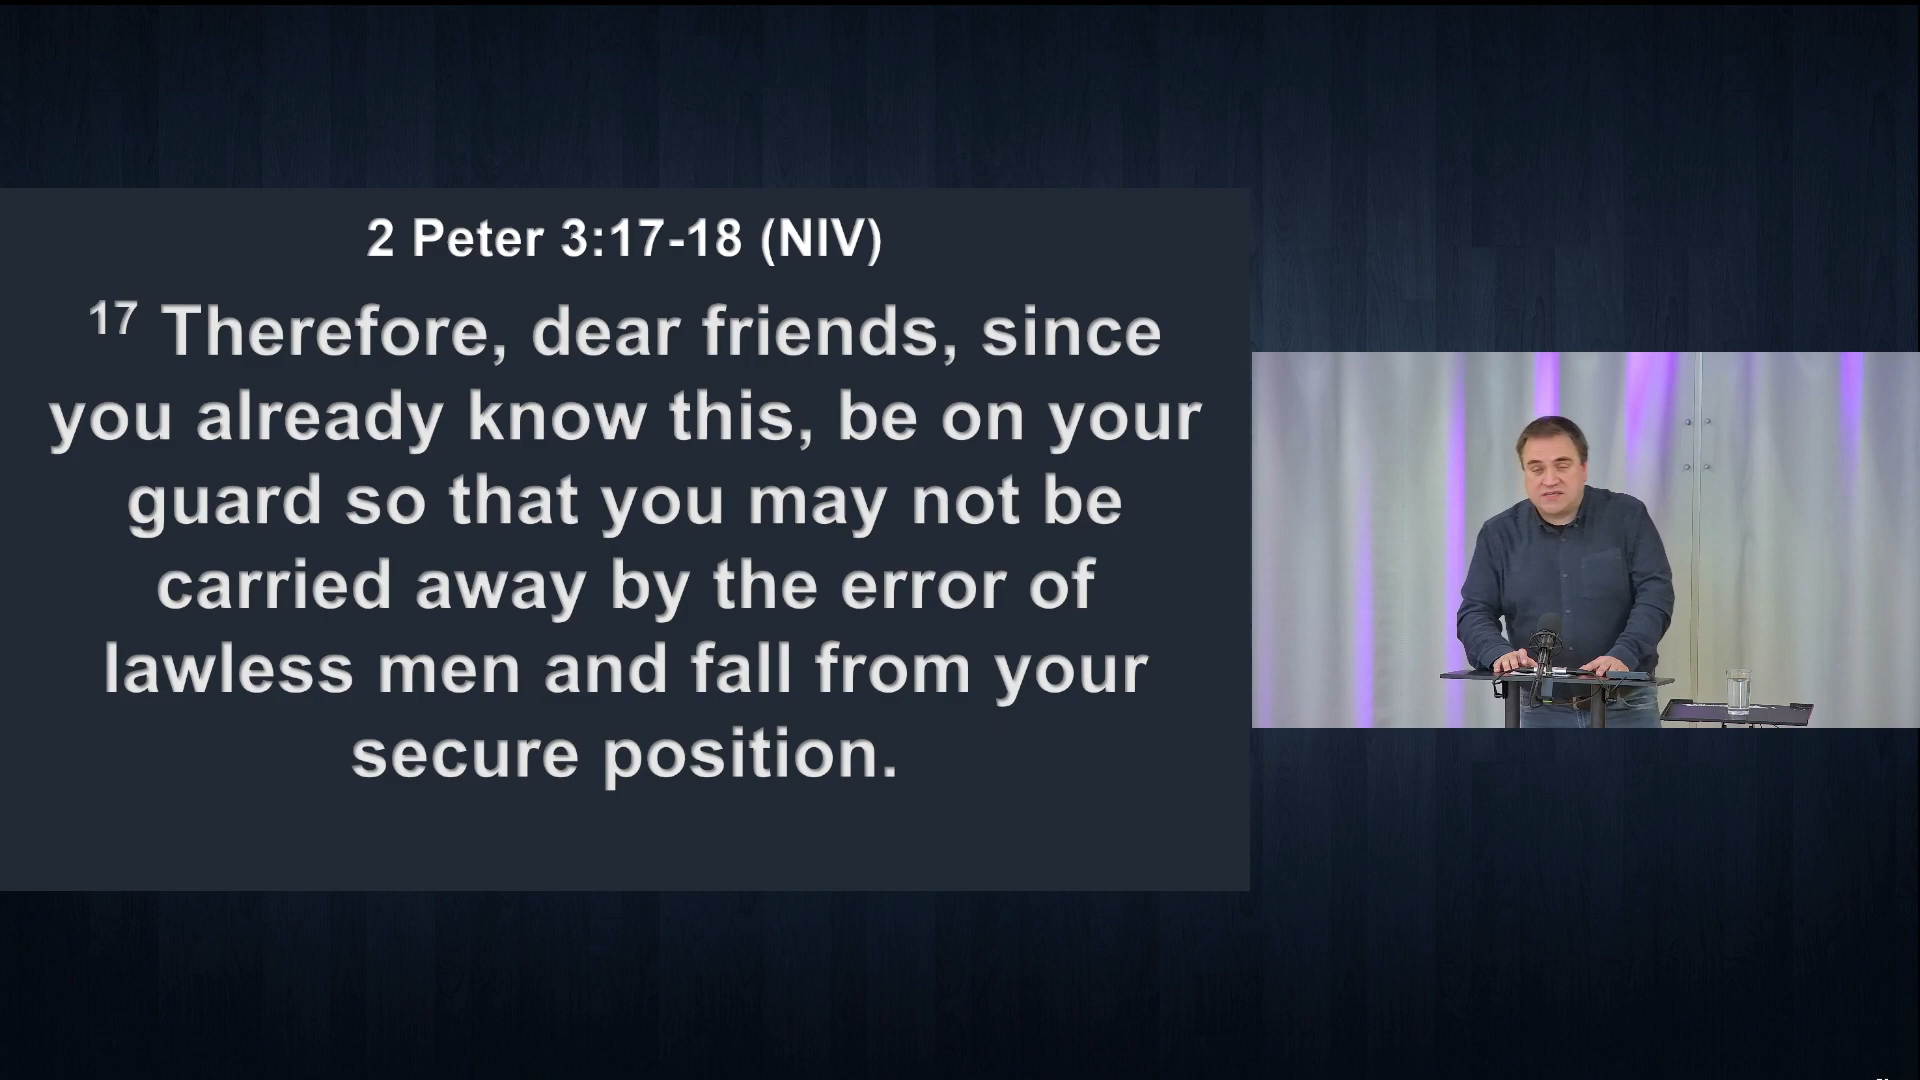 2 Peter 3:17-18 (NIV)
17 Therefore, dear friends, since
you already know this, be on your
guard so that you may not be
carried away by the error of
lawless men and fall from your
secure position.